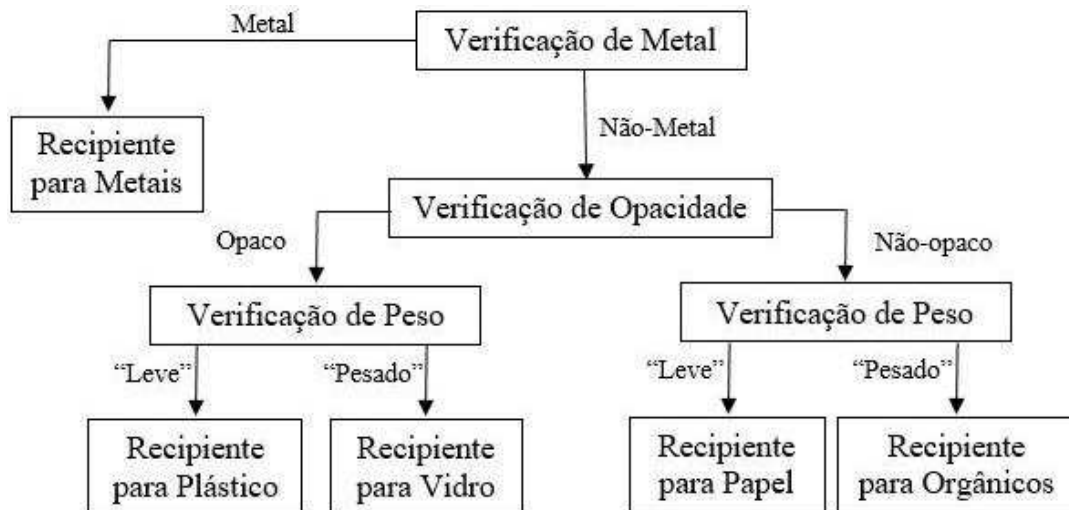 Metal
Verificação de Metal
Recipiente
para Metais
Não-Metal
Verificação de Opacidade
Opaco
Não-opaco
Verificação de Peso
Verificação de Peso
“Leve”
“Pesado”
“Leve”
“Pesado”
Recipiente
para Plástico
Recipiente
para Vidro
Recipiente
para Papel
Recipiente
para Orgânicos